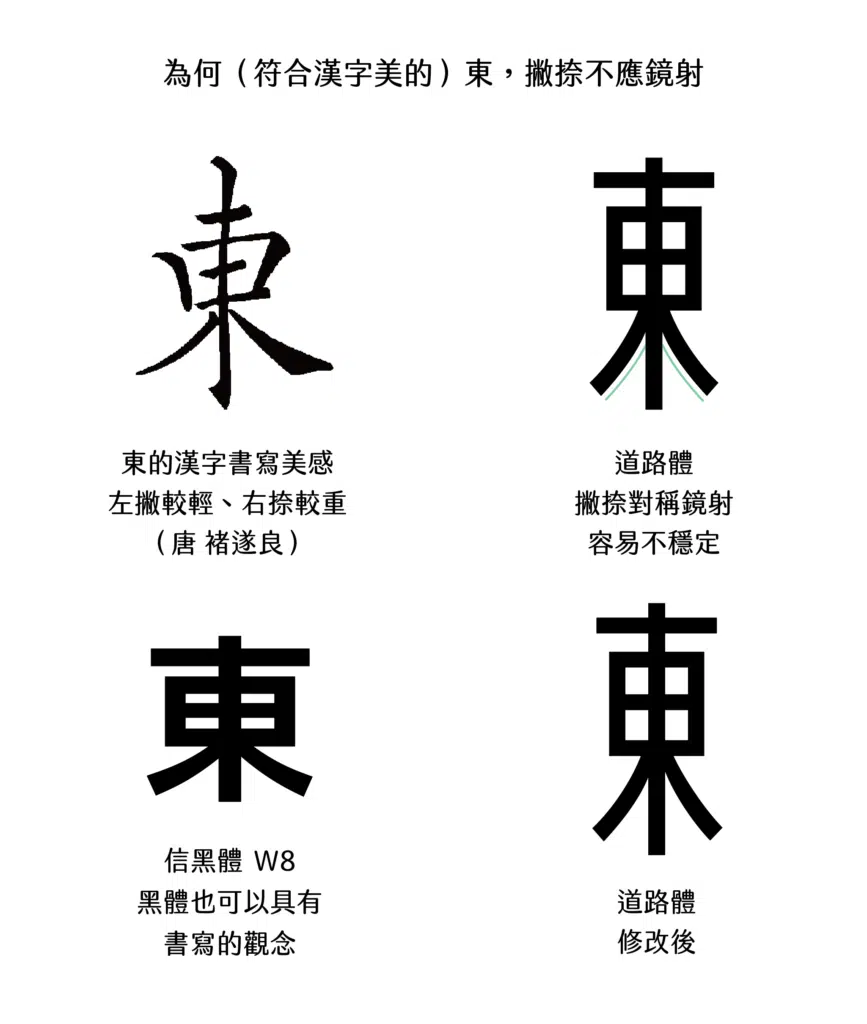 為何（符合漢字美的）東，撇捺不應鏡射
東
東的漢字書寫美感
左撇較輕、右捺較重
（唐 褚遂良）
東
道路體
撇捺對稱鏡射
容易不穩定
東
信黑體 W8
黑體也可以具有
書寫的觀念
東
道路體
修改後